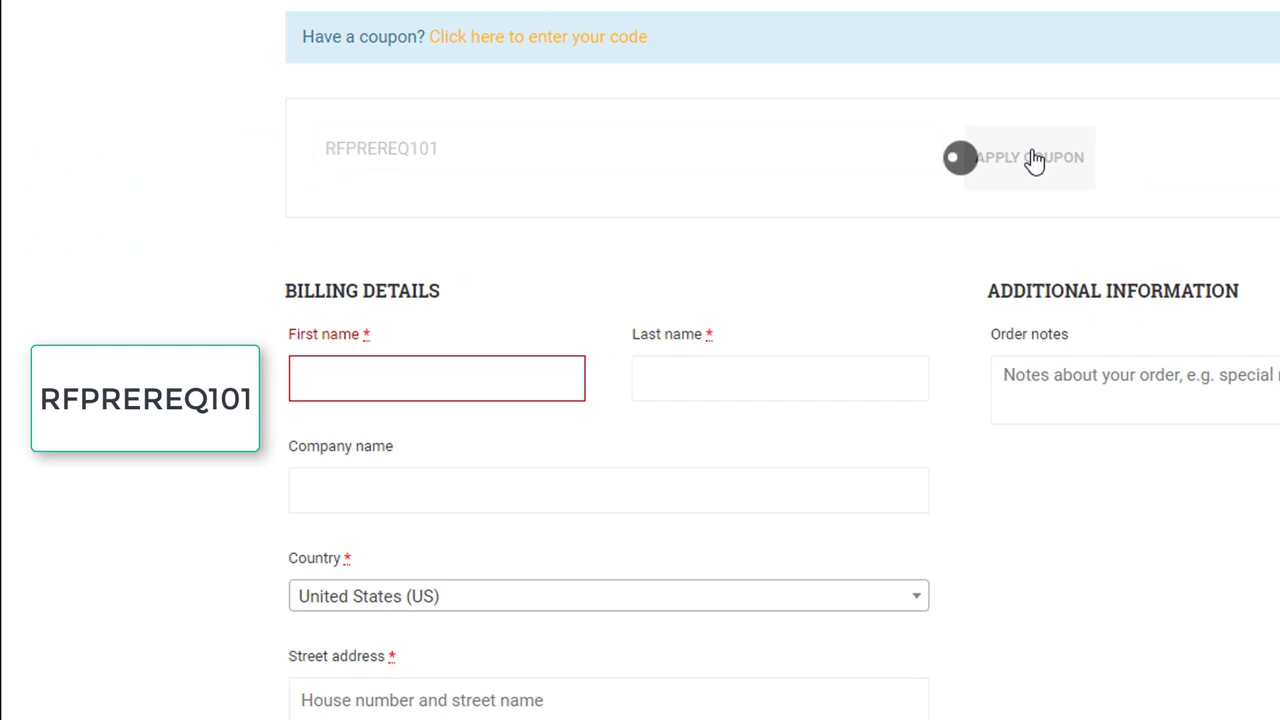 Have a coupon? Click here to enter your code
RFPREREQ101
APPLY COUPON
BILLING DETAILS
ADDITIONAL INFORMATION
First name *
Last name *
Order notes
Notes about your order, e.g. special
RFPREREQ101
Company name
Country *
United States (US)
Street address *
House number and street name